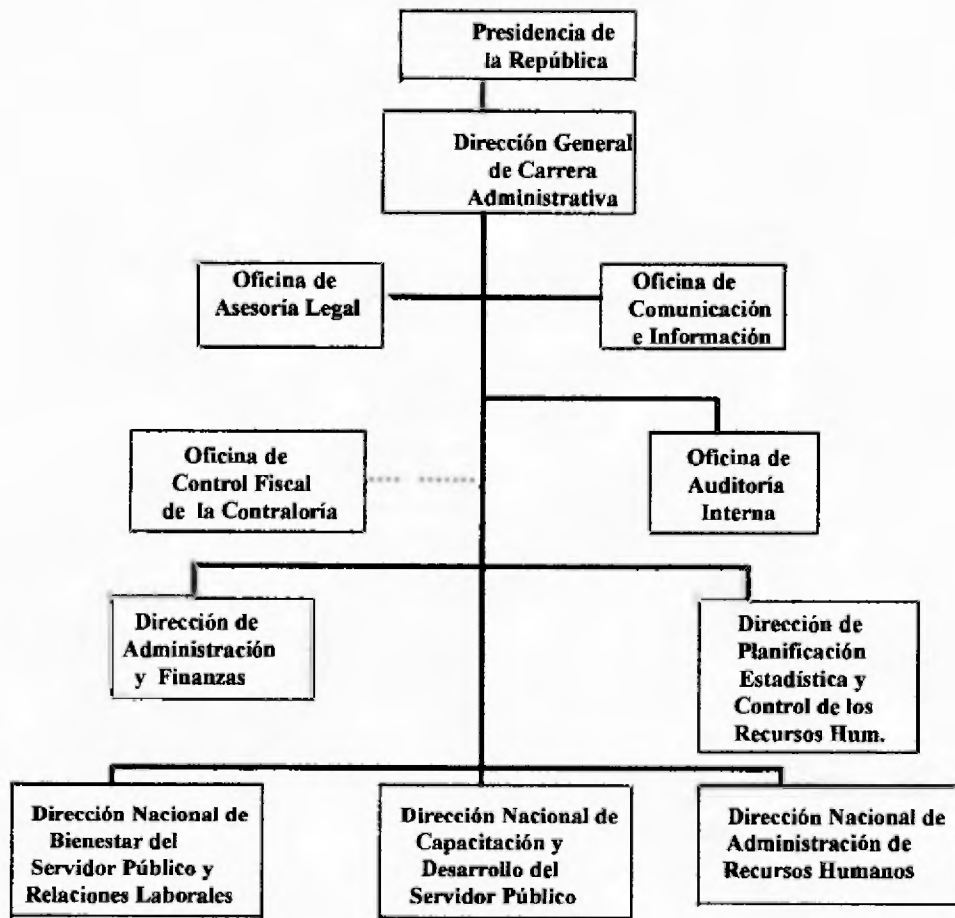 Presidencia de
la República
Dirección General
de Carrera
Administrativa
Oficina de
Asesoría Legal
Oficina de
Comunicación
e Información
Oficina de
Control Fiscal
de la Contraloría
Oficina de
Auditoría
Interna
Dirección de
Administración
y Finanzas
Dirección de
Planificación
Estadística y
Control de los
Recursos Hum.
Dirección Nacional de
Bienestar del
Servidor Público y
Relaciones Laborales
Dirección Nacional de
Capacitación y
Desarrollo del
Servidor Público
Dirección Nacional de
Administración de
Recursos Humanos